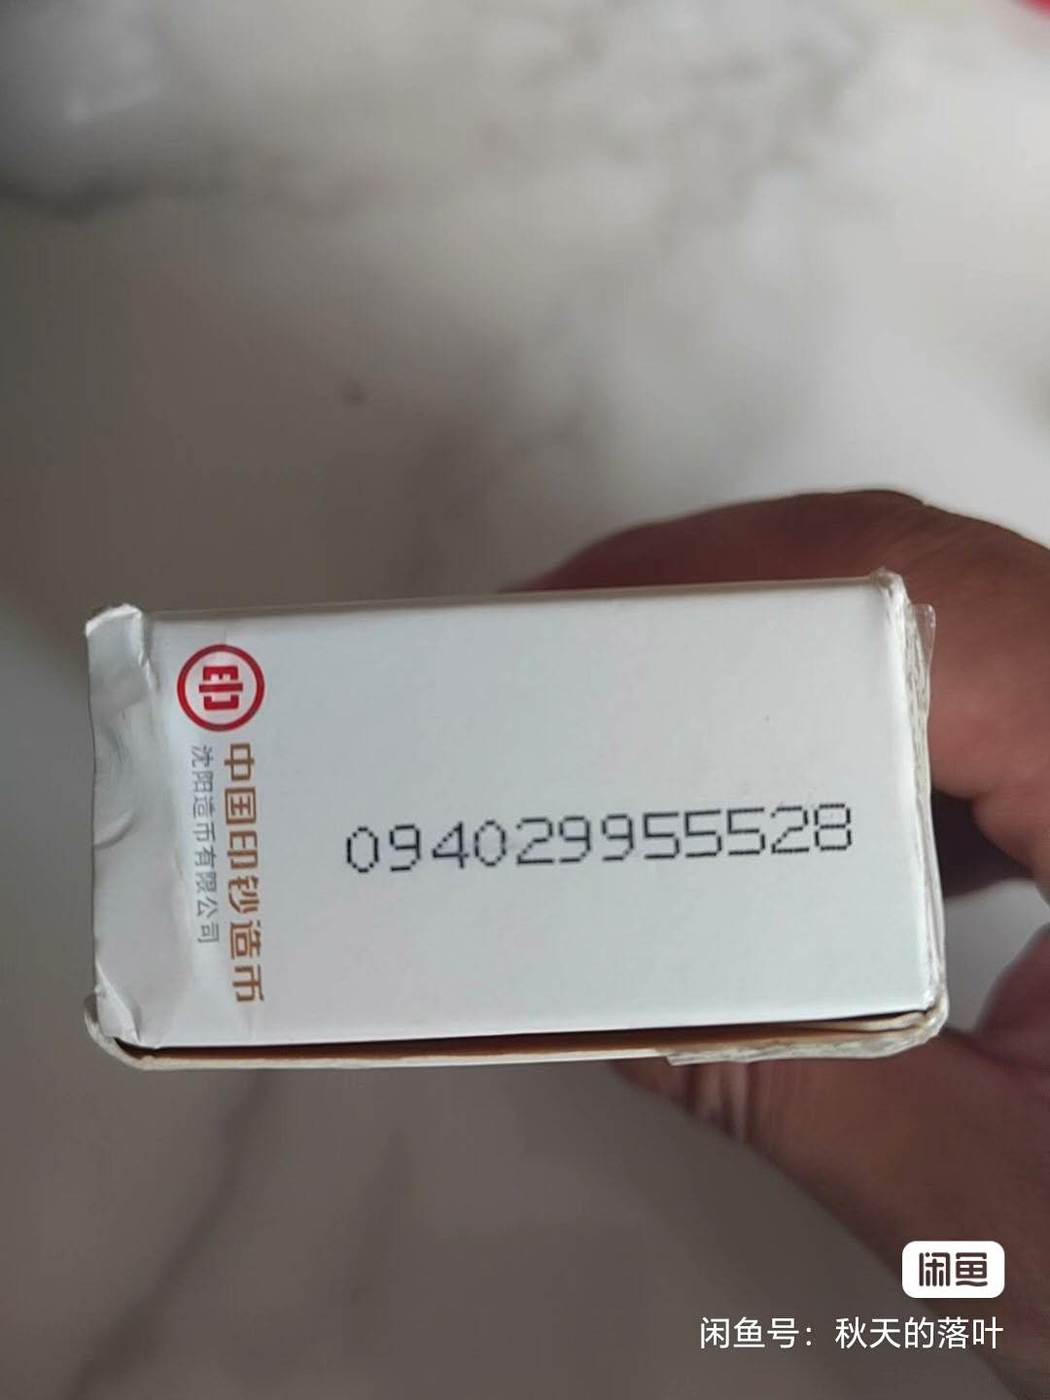 印
中国印钞造币
沈阳造币有限公司
094029955528
闲鱼
闲鱼号：秋天的落叶